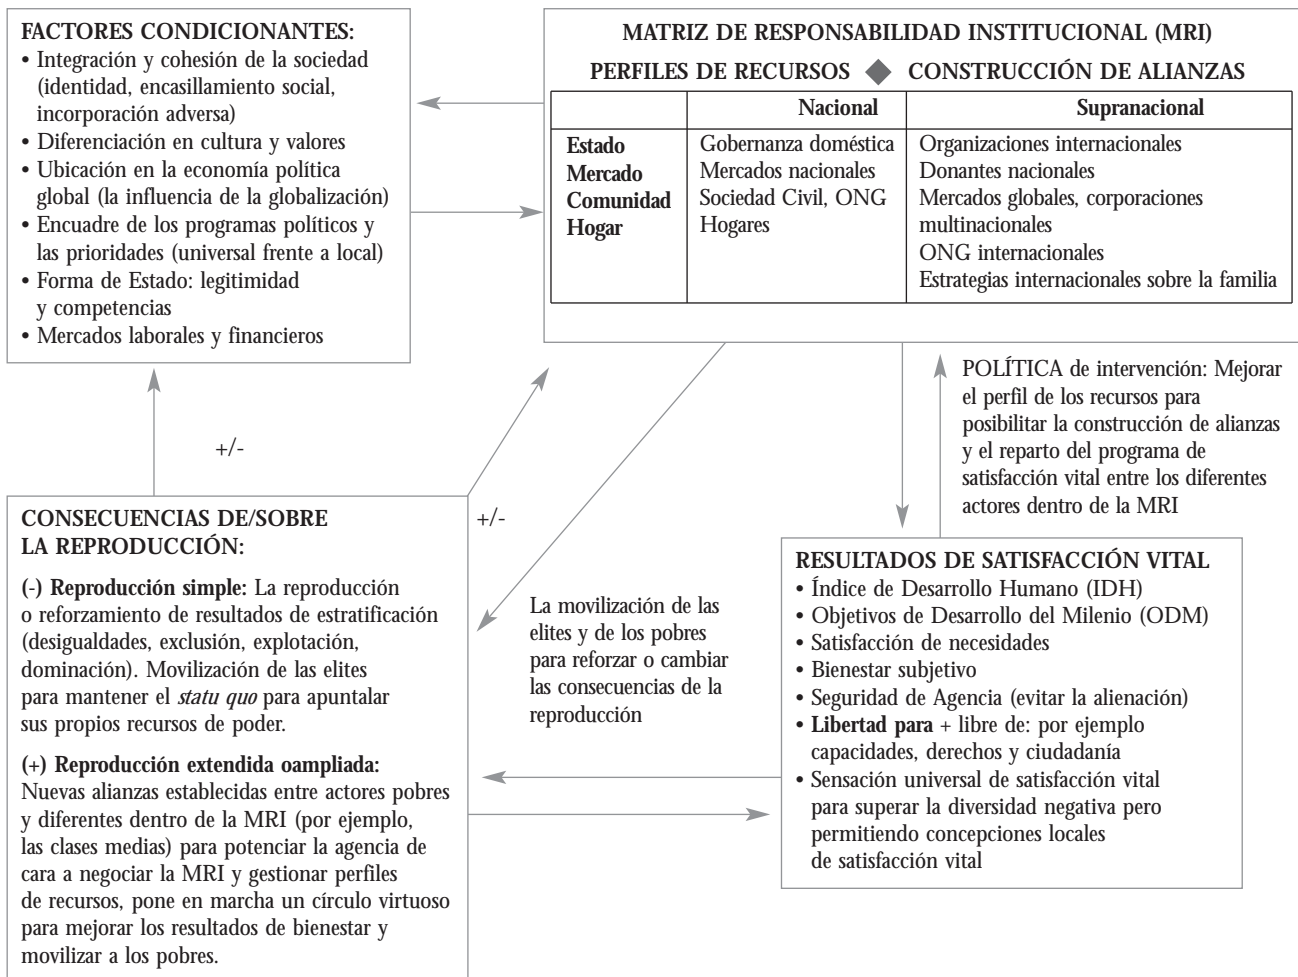 FACTORES CONDICIONANTES:
• Integración y cohesión de la sociedad
(identidad, encasillamiento social,
incorporación adversa)
• Diferenciación en cultura y valores
• Ubicación en la economía política
global (la influencia de la globalización)
• Encuadre de los programas políticos y
las prioridades (universal frente a local)
• Forma de Estado: legitimidad
y competencias
• Mercados laborales y financieros
MATRIZ DE RESPONSABILIDAD INSTITUCIONAL (MRI)
PERFILES DE RECURSOS ◆ CONSTRUCCIÓN DE ALIANZAS
Nacional
Supranacional
Estado
Mercado
Comunidad
Hogar
Gobernanza doméstica
Mercados nacionales
Sociedad Civil, ONG
Hogares
Organizaciones internacionales
Donantes nacionales
Mercados globales, corporaciones
multinacionales
ONG internacionales
Estrategias internacionales sobre la familia
POLÍTICA de intervención: Mejorar
el perfil de los recursos para
posibilitar la construcción de alianzas
y el reparto del programa de
satisfacción vital entre los diferentes
actores dentro de la MRI
+/-
+/-
CONSECUENCIAS DE/SOBRE
LA REPRODUCCIÓN:
(-) Reproducción simple: La reproducción
o reforzamiento de resultados de estratificación
(desigualdades, exclusión, explotación,
dominación). Movilización de las elites
para mantener el statu quo para apuntalar
sus propios recursos de poder.
(+) Reproducción extendida oampliada:
Nuevas alianzas establecidas entre actores pobres
y diferentes dentro de la MRI (por ejemplo,
las clases medias) para potenciar la agencia de
cara a negociar la MRI y gestionar perfiles
de recursos, pone en marcha un círculo virtuoso
para mejorar los resultados de bienestar y
movilizar a los pobres.
La movilización de las
elites y de los pobres
para reforzar o cambiar
las consecuencias de la
reproducción
RESULTADOS DE SATISFACCIÓN VITAL
• Índice de Desarrollo Humano (IDH)
• Objetivos de Desarrollo del Milenio (ODM)
• Satisfacción de necesidades
• Bienestar subjetivo
• Seguridad de Agencia (evitar la alienación)
• Libertad para + libre de: por ejemplo
capacidades, derechos y ciudadanía
• Sensación universal de satisfacción vital
para superar la diversidad negativa pero
permitiendo concepciones locales
de satisfacción vital